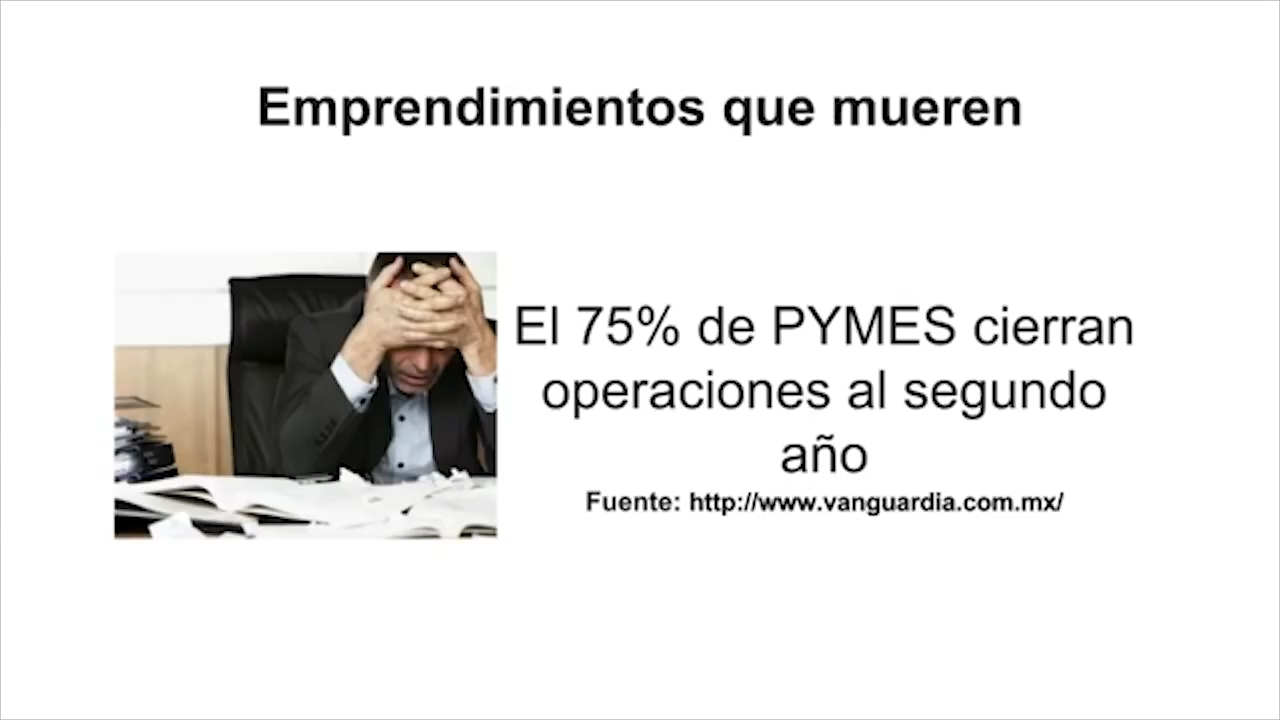 Emprendimientos que mueren
El 75% de PYMES cierran
operaciones al segundo
año
Fuente: http://www.vanguardia.com.mx/